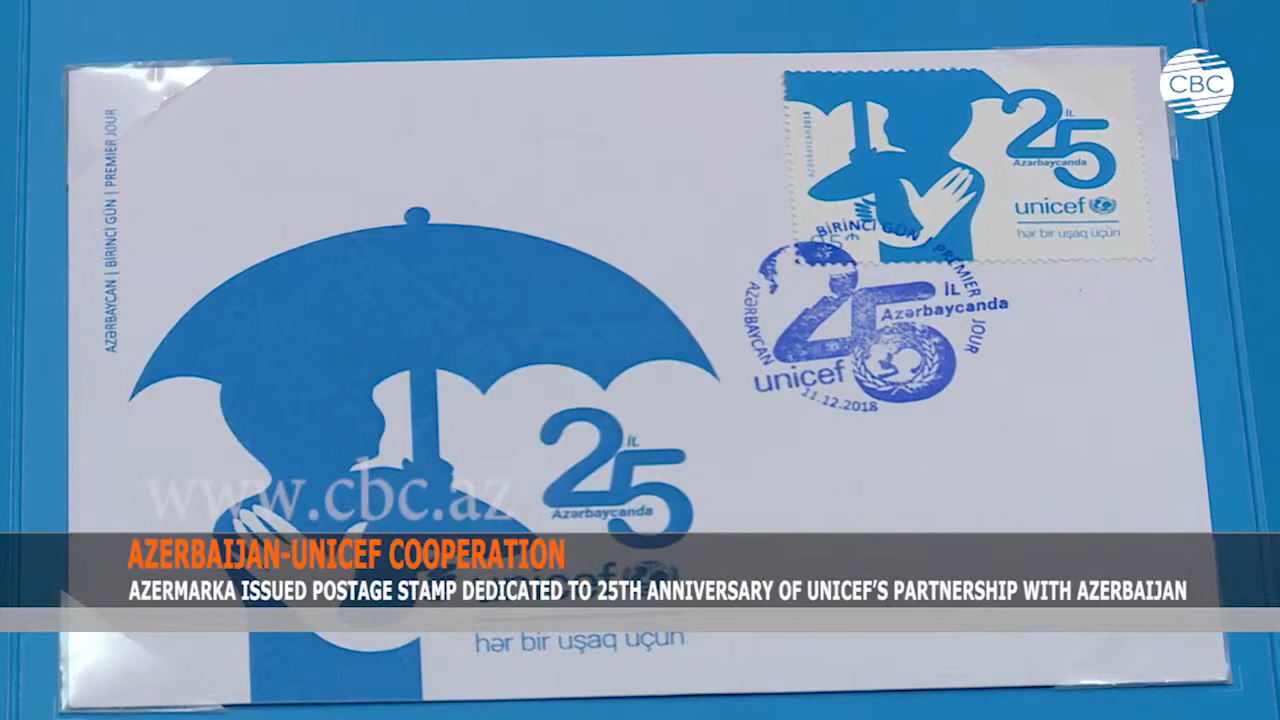 CBC
AZƏRBAYCAN | BİRİNCİ GÜN | PREMIER JOUR
AZƏRBAYCAN 2018
25
İL
Azərbaycanda
unicef
hər bir uşaq üçün
BİRİNCİ GÜN | PREMIER JOUR
AZƏRBAYCAN
25
İL
Azərbaycanda
unicef
11.12.2018
25
İL
Azərbaycanda
www.cbc.az
AZERBAIJAN-UNICEF COOPERATION
AZERMARKA ISSUED POSTAGE STAMP DEDICATED TO 25TH ANNIVERSARY OF UNICEF'S PARTNERSHIP WITH AZERBAIJAN
unicef
hər bir uşaq üçün